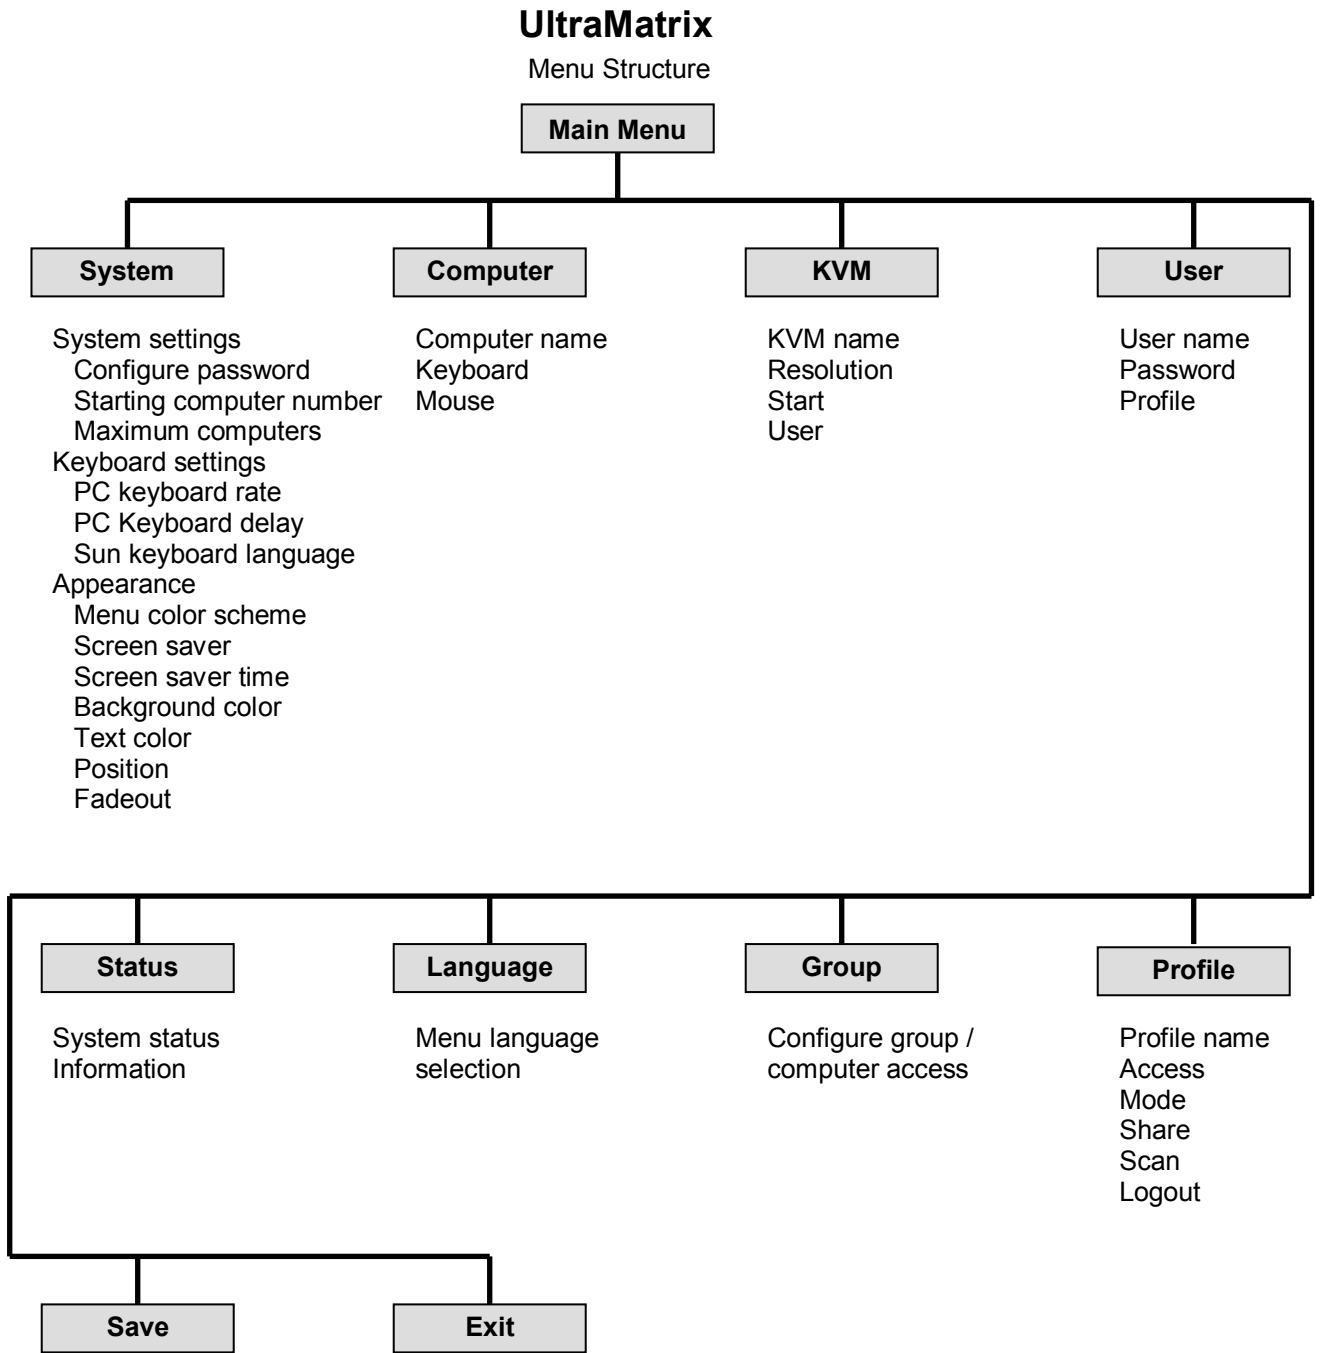 UltraMatrix
Menu Structure
Main Menu
System
Computer
KVM
User
System settings
Configure password
Starting computer number
Maximum computers
Keyboard settings
PC keyboard rate
PC Keyboard delay
Sun keyboard language
Appearance
Menu color scheme
Screen saver
Screen saver time
Background color
Text color
Position
Fadeout
Computer name
Keyboard
Mouse
KVM name
Resolution
Start
User
User name
Password
Profile
Status
Language
Group
Profile
System status
Information
Menu language
selection
Configure group /
computer access
Profile name
Access
Mode
Share
Scan
Logout
Save
Exit